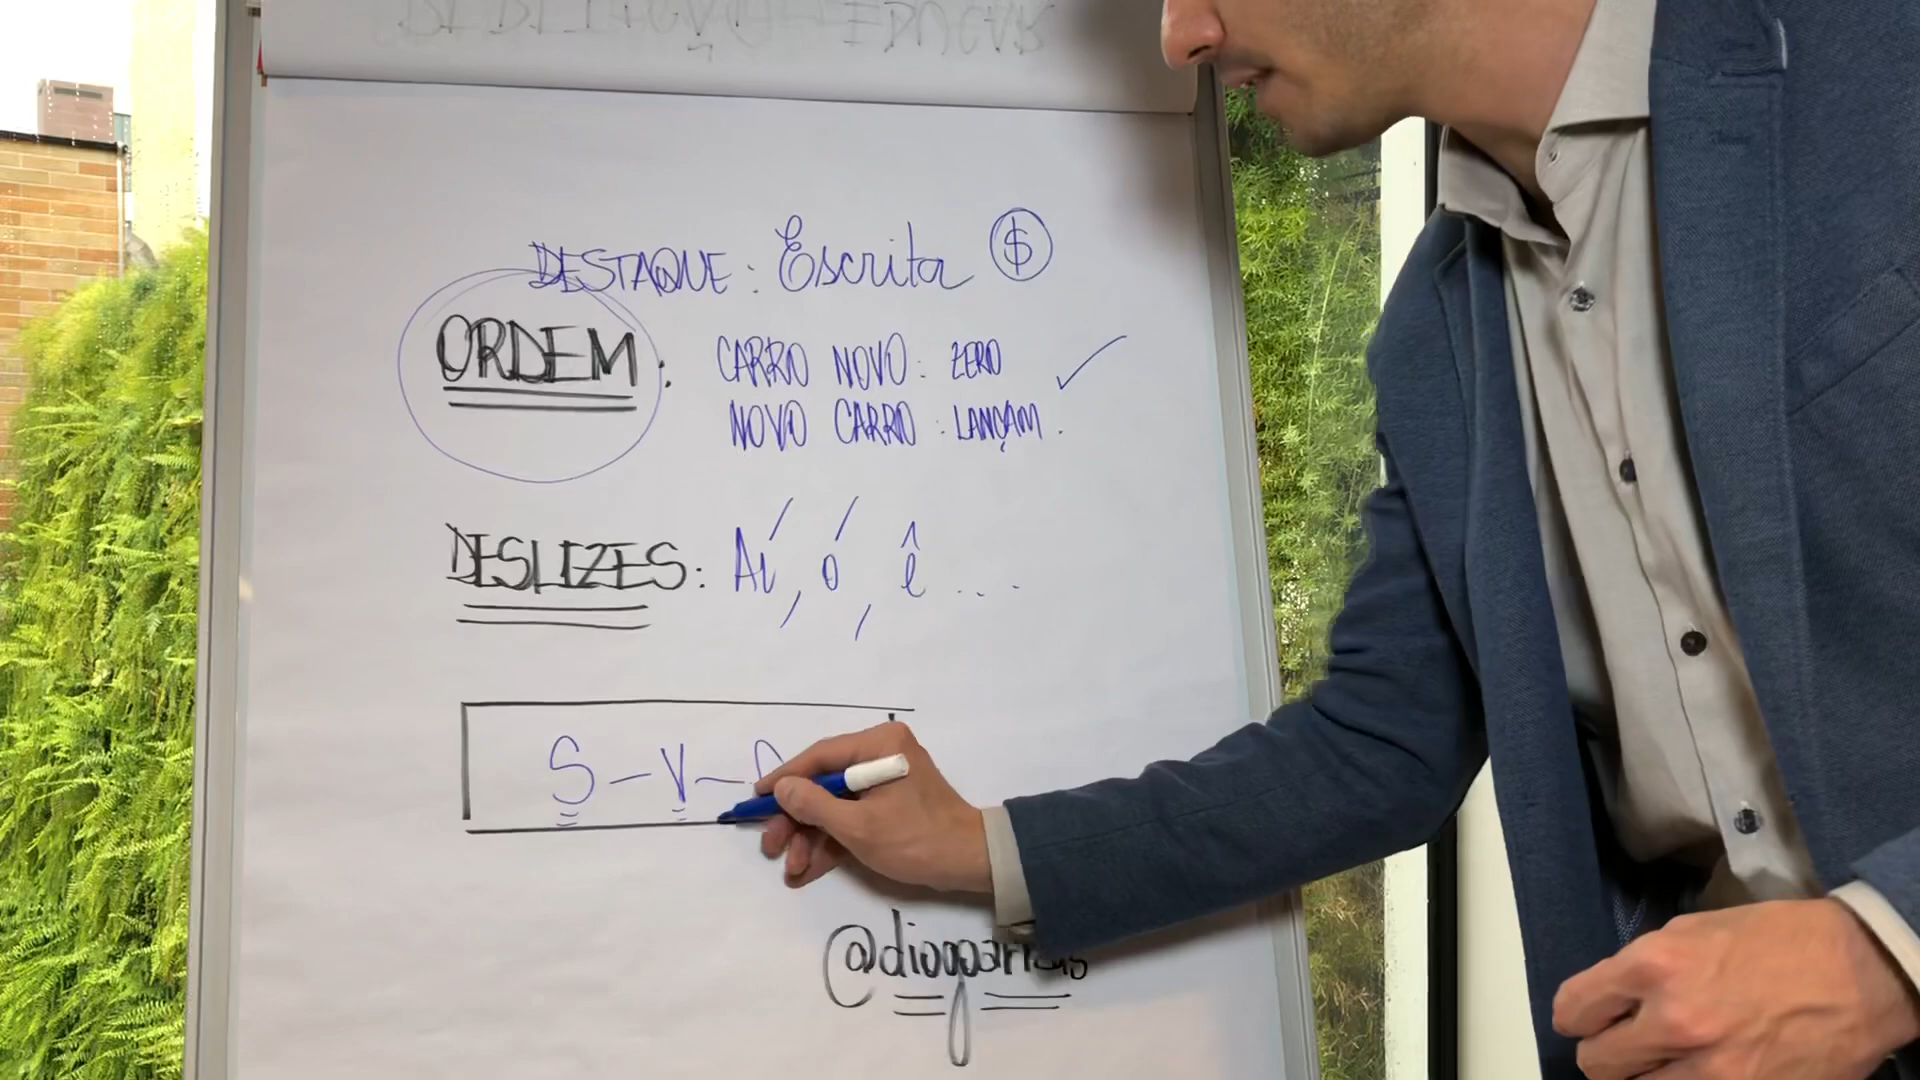 DESTAQUE: Escrita $
ORDEM: CARRO NOVO: ZERO ✓
NOVO CARRO: LANÇAM.
DESLIZES: Aí, ó, ê ...
S – V –
@diogoarrais